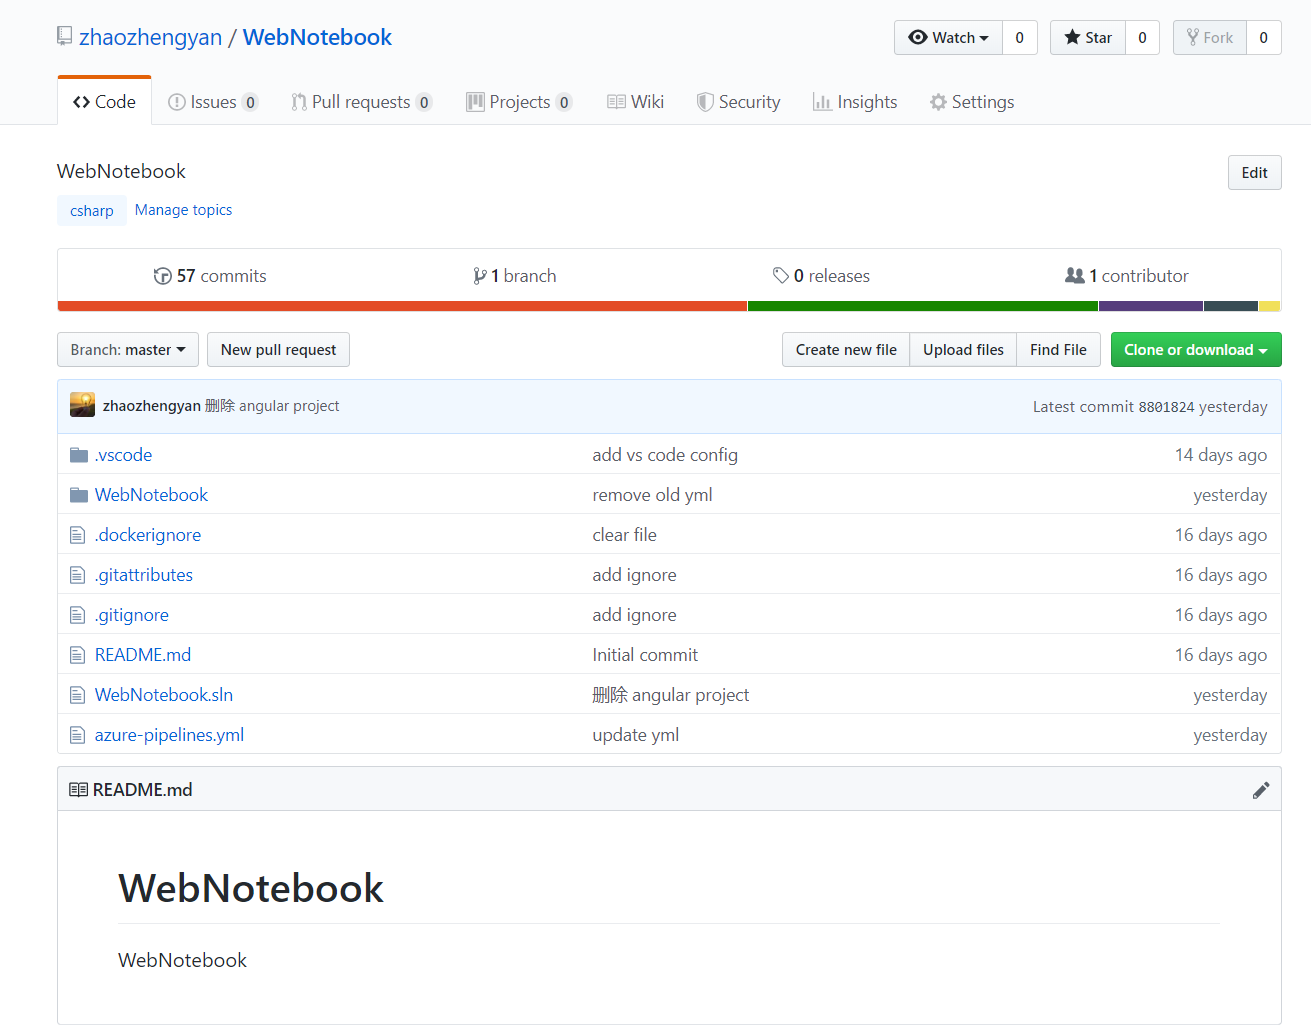 zhaozhengyan / WebNotebook
Watch 0 Star 0 Fork 0
Code Issues 0 Pull requests 0 Projects 0 Wiki Security Insights Settings
WebNotebook
Edit
csharp Manage topics
57 commits 1 branch 0 releases 1 contributor
Branch: master New pull request Create new file Upload files Find File Clone or download
zhaozhengyan 删除 angular project Latest commit 8801824 yesterday
.vscode add vs code config 14 days ago
WebNotebook remove old yml yesterday
.dockerignore clear file 16 days ago
.gitattributes add ignore 16 days ago
.gitignore add ignore 16 days ago
README.md Initial commit 16 days ago
WebNotebook.sln 删除 angular project yesterday
azure-pipelines.yml update yml yesterday
README.md
WebNotebook
WebNotebook